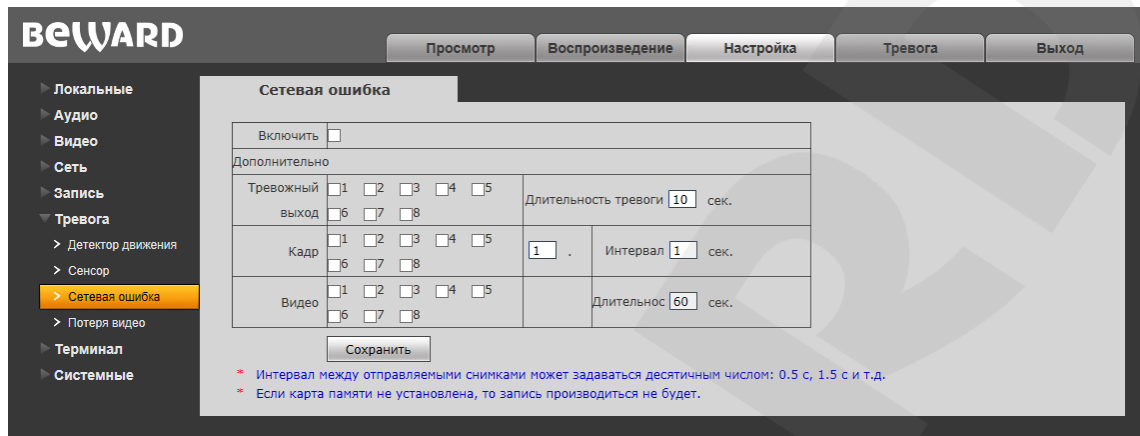 BEWARD
Просмотр Воспроизведение Настройка Тревога Выход
Локальные
Аудио
Видео
Сеть
Запись
Тревога
Детектор движения
Сенсор
Сетевая ошибка
Потеря видео
Терминал
Системные
Сетевая ошибка
Включить
Дополнительно
Тревожный выход 1 2 3 4 5
6 7 8
Длительность тревоги 10 сек.
Кадр 1 2 3 4 5
6 7 8
1 . Интервал 1 сек.
Видео 1 2 3 4 5
6 7 8
Длительнос 60 сек.
Сохранить
* Интервал между отправляемыми снимками может задаваться десятичным числом: 0.5 с, 1.5 с и т.д.
* Если карта памяти не установлена, то запись производиться не будет.